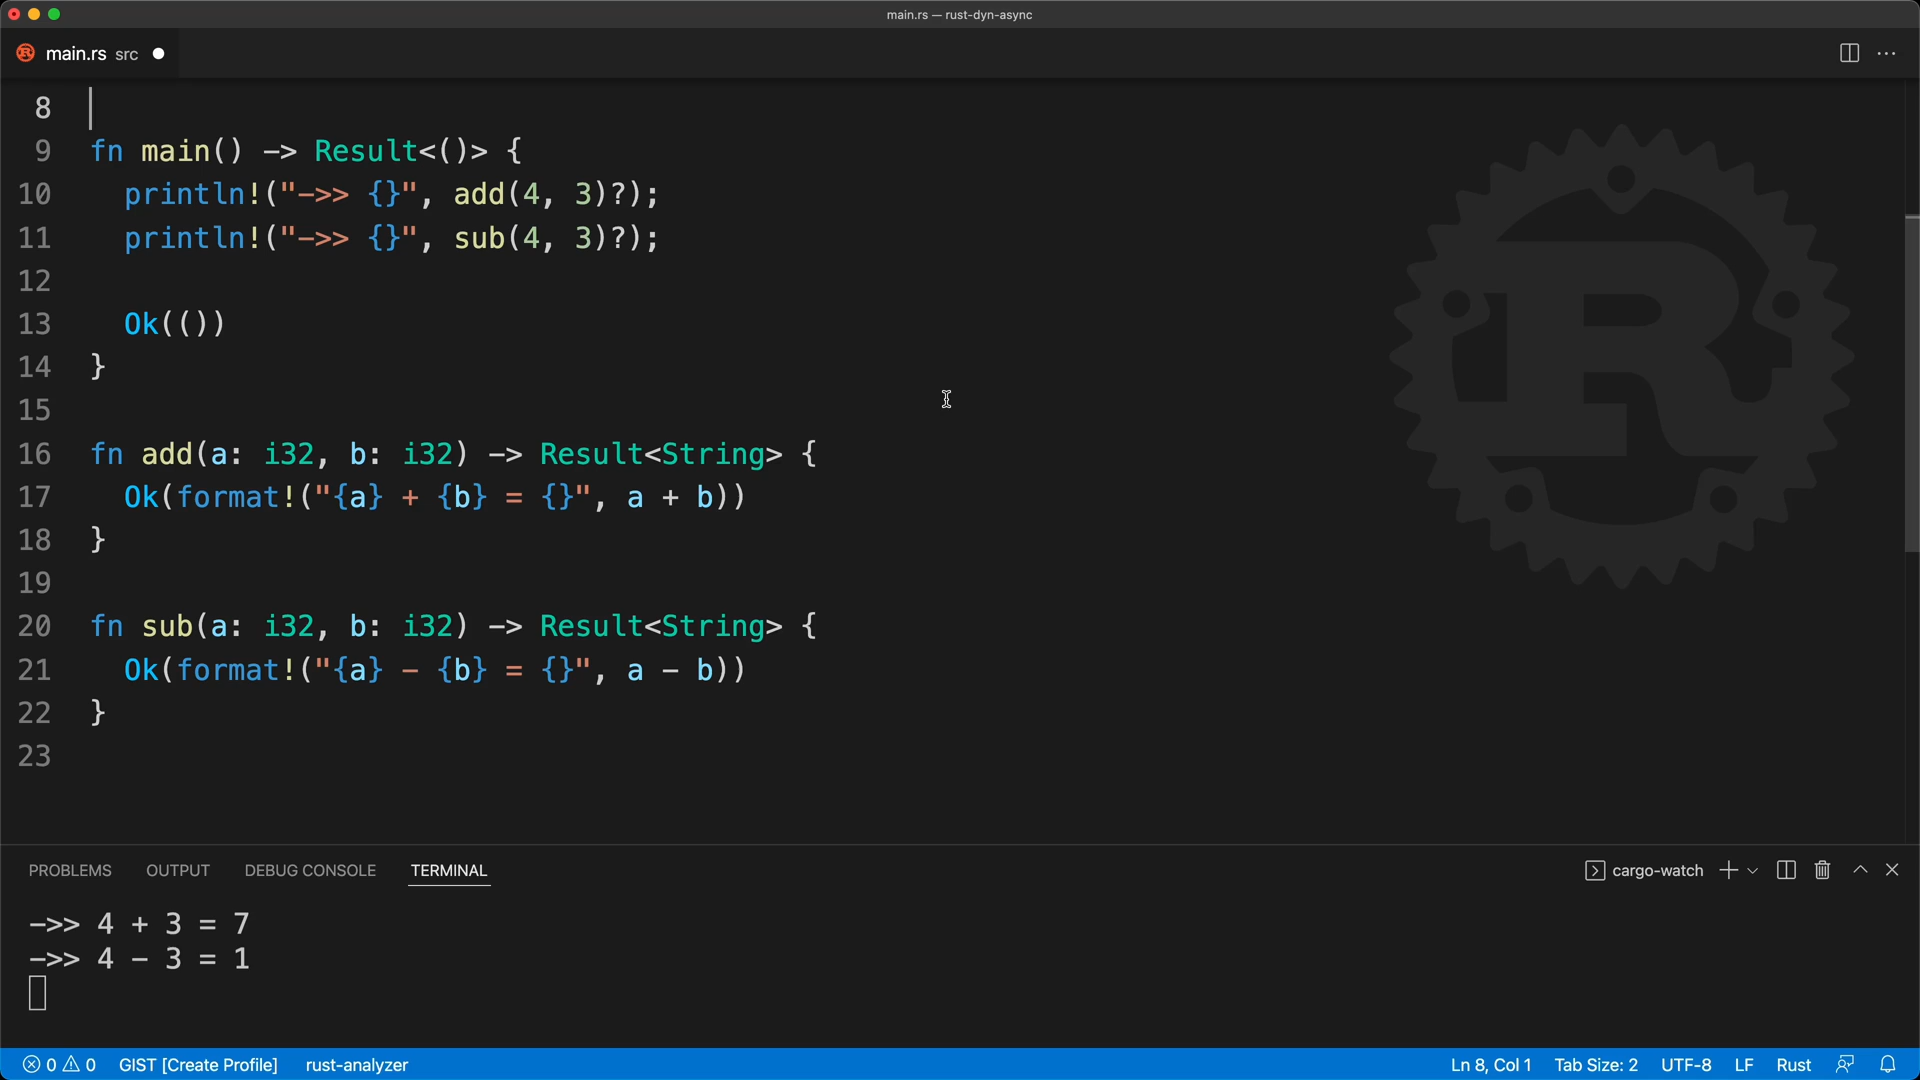 main.rs — rust-dyn-async
main.rs src
8
9 fn main() -> Result<()> {
10 println!("->> {}", add(4, 3)?);
11 println!("->> {}", sub(4, 3)?);
12
13 Ok(())
14 }
15
16 fn add(a: i32, b: i32) -> Result<String> {
17 Ok(format!("{a} + {b} = {}", a + b))
18 }
19
20 fn sub(a: i32, b: i32) -> Result<String> {
21 Ok(format!("{a} - {b} = {}", a - b))
22 }
23
PROBLEMS OUTPUT DEBUG CONSOLE TERMINAL cargo-watch
->> 4 + 3 = 7
->> 4 - 3 = 1
0 0 GIST [Create Profile] rust-analyzer Ln 8, Col 1 Tab Size: 2 UTF-8 LF Rust